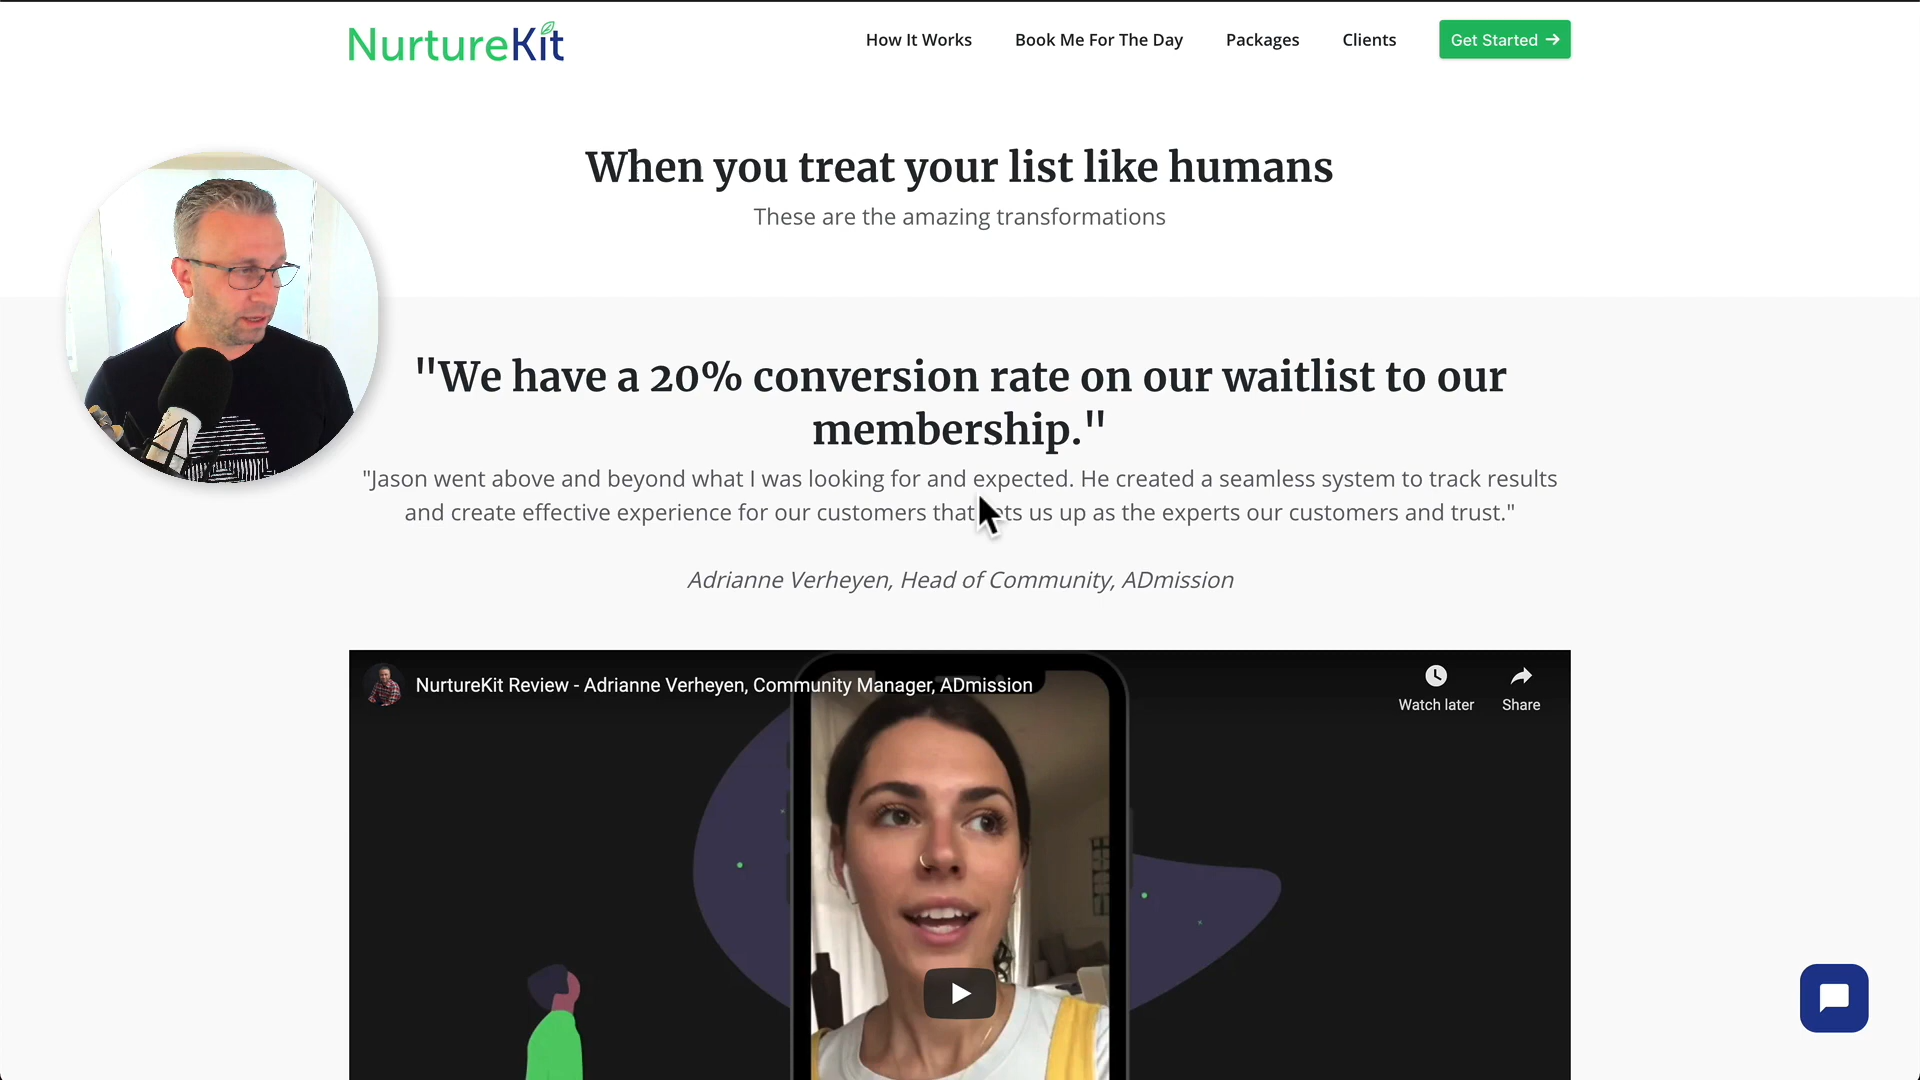 NurtureKit
How It Works
Book Me For The Day
Packages
Clients
Get Started →
When you treat your list like humans
These are the amazing transformations
"We have a 20% conversion rate on our waitlist to our
membership."
"Jason went above and beyond what I was looking for and expected. He created a seamless system to track results
and create effective experience for our customers that us up as the experts our customers and trust."
Adrianne Verheyen, Head of Community, ADmission
NurtureKit Review - Adrianne Verheyen, Community Manager, ADmission
Watch later
Share